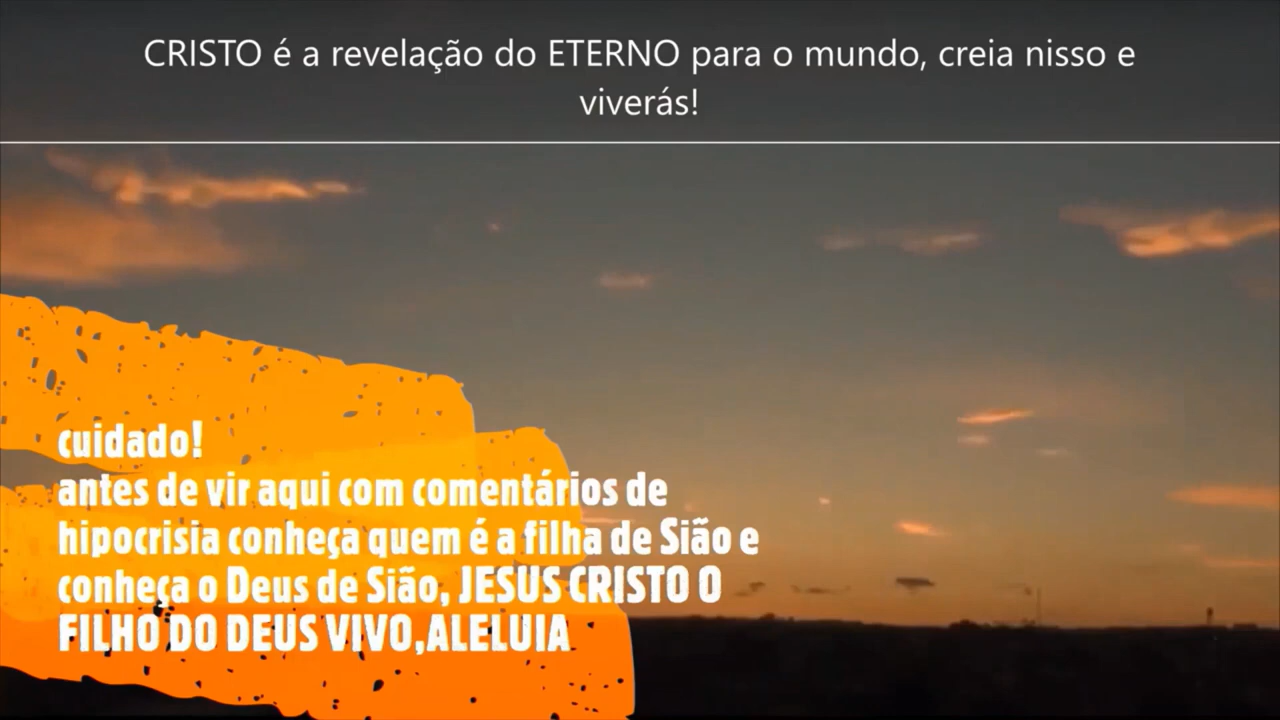 CRISTO é a revelação do ETERNO para o mundo, creia nisso e
viverás!
cuidado!
antes de vir aqui com comentários de
hipocrisia conheça quem é a filha de Sião e
conheça o Deus de Sião, JESUS CRISTO O
FILHO DO DEUS VIVO,ALELUIA